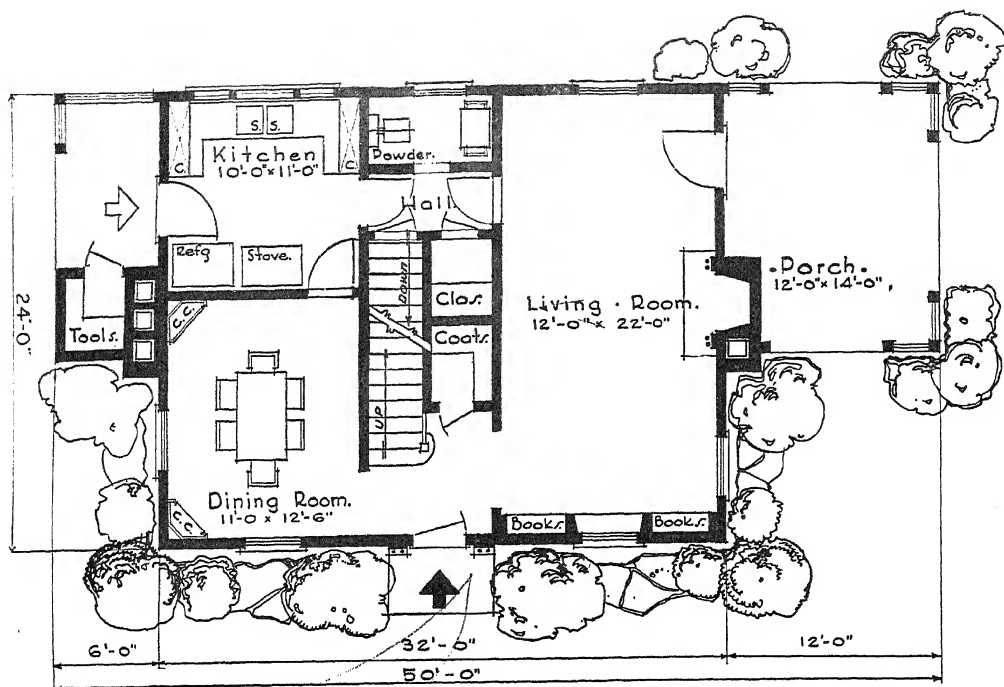 S. S.
Kitchen
10'-0"x11'-0"
C.
C.
Powder.
Hall.
Refg
Stove.
DOWN
Clos.
Coats.
UP
Tools.
C.C.
Living · Room.
12'-0" x 22'-0"
·Porch·
12'-0"x 14'-0",
24'-0"
Dining Room.
11'-0 x 12'-6"
C.C.
Books.
Books.
6'-0"
32'-0"
12'-0"
50'-0"